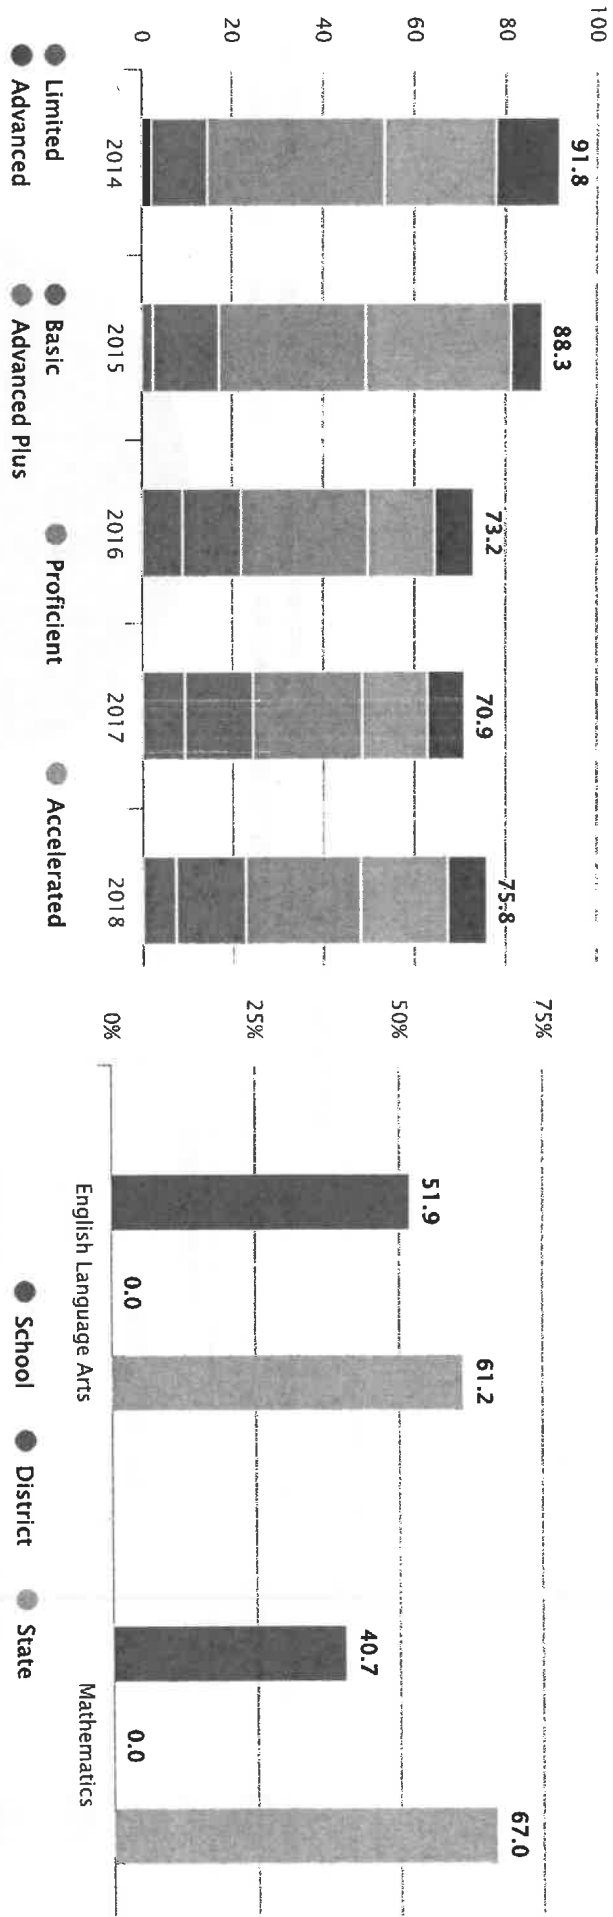 100
80
60
40
20
0
91.8
88.3
73.2
70.9
75.8
2014
2015
2016
2017
2018
Limited
Basic
Proficient
Accelerated
Advanced
Advanced Plus
75%
50%
25%
0%
51.9
0.0
61.2
40.7
0.0
67.0
English Language Arts
Mathematics
School
District
State